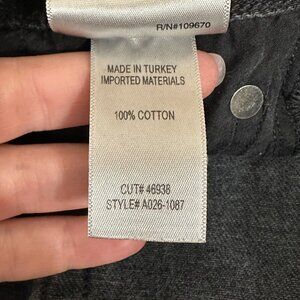 R/N#109670
MADE IN TURKEY
IMPORTED MATERIALS
100% COTTON
CUT# 46938
STYLE# A026-1087